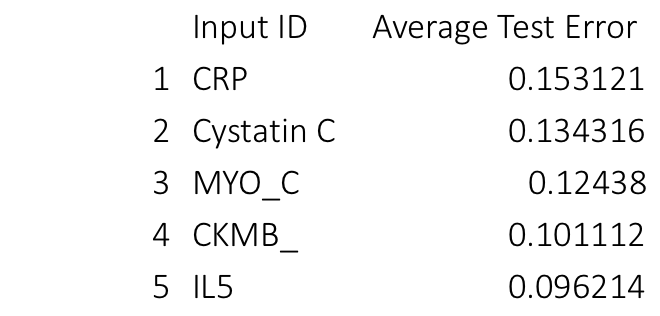 Input ID Average Test Error
1 CRP 0.153121
2 Cystatin C 0.134316
3 MYO_C 0.12438
4 CKMB_ 0.101112
5 IL5 0.096214